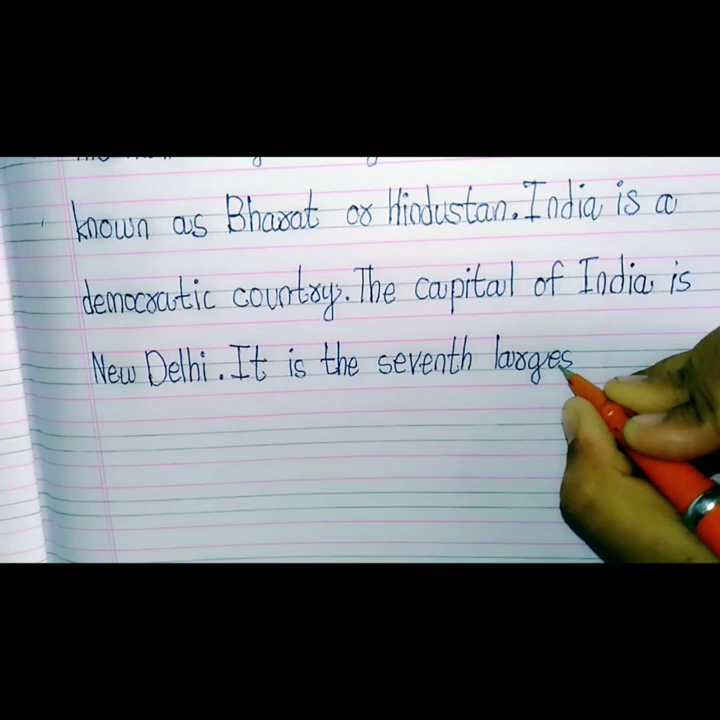 known as Bharat or Hindustan. India is a
democratic country. The capital of India is
New Delhi. It is the seventh larges